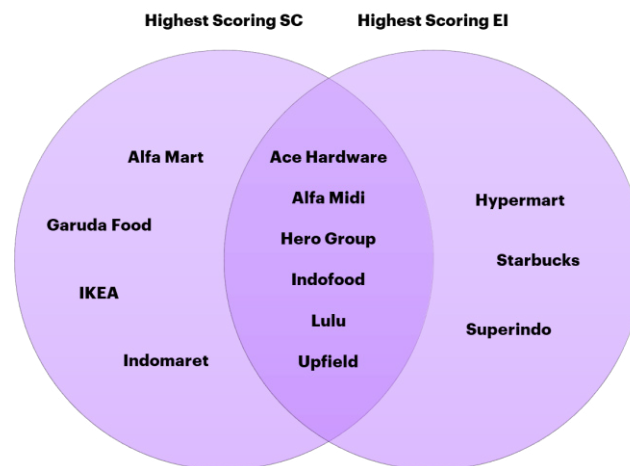 Highest Scoring SC
Highest Scoring EI
Alfa Mart
Garuda Food
IKEA
Indomaret
Ace Hardware
Alfa Midi
Hero Group
Indofood
Lulu
Upfield
Hypermart
Starbucks
Superindo